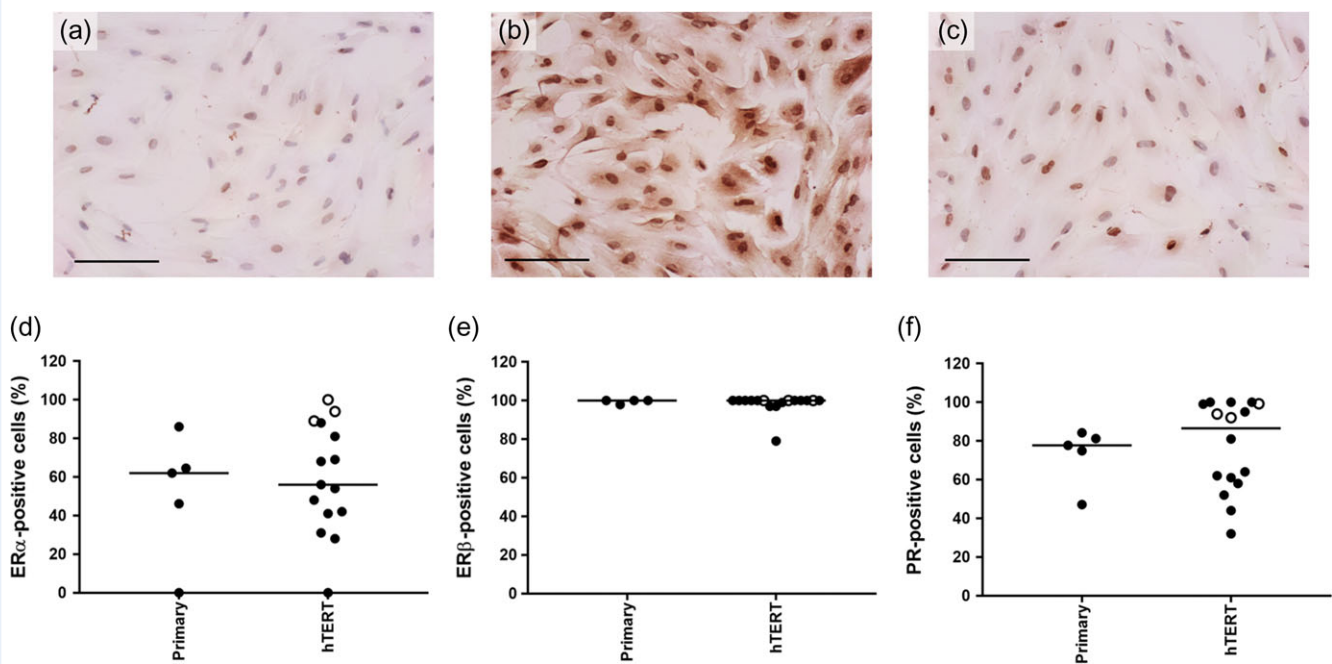 (a)
(b)
(c)
(d)
ERα-positive cells (%)
120
100
80
60
40
20
0
Primary
hTERT
(e)
ERβ-positive cells (%)
120
100
80
60
40
20
0
Primary
hTERT
(f)
PR-positive cells (%)
120
100
80
60
40
20
0
Primary
hTERT